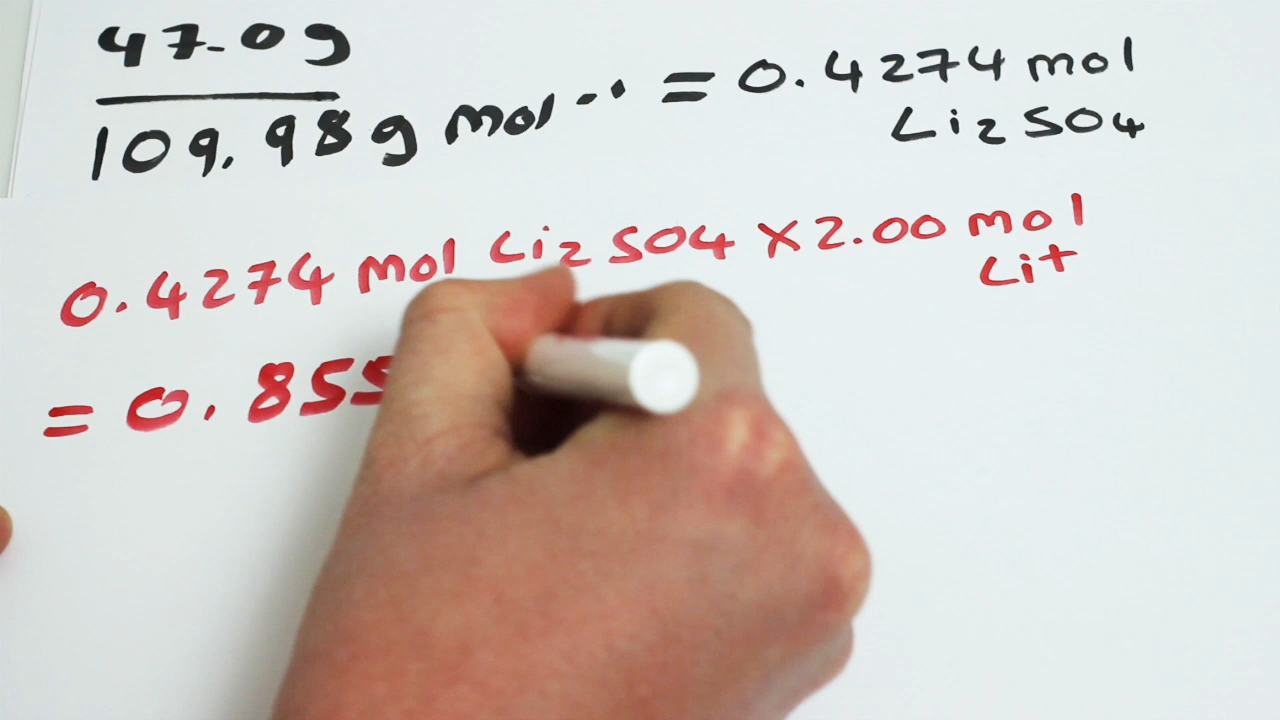 47.0g
109.98g mol-1 = 0.4274 mol
Li2SO4
0.4274 mol Li2SO4 x 2.00 mol
Li+
= 0.855